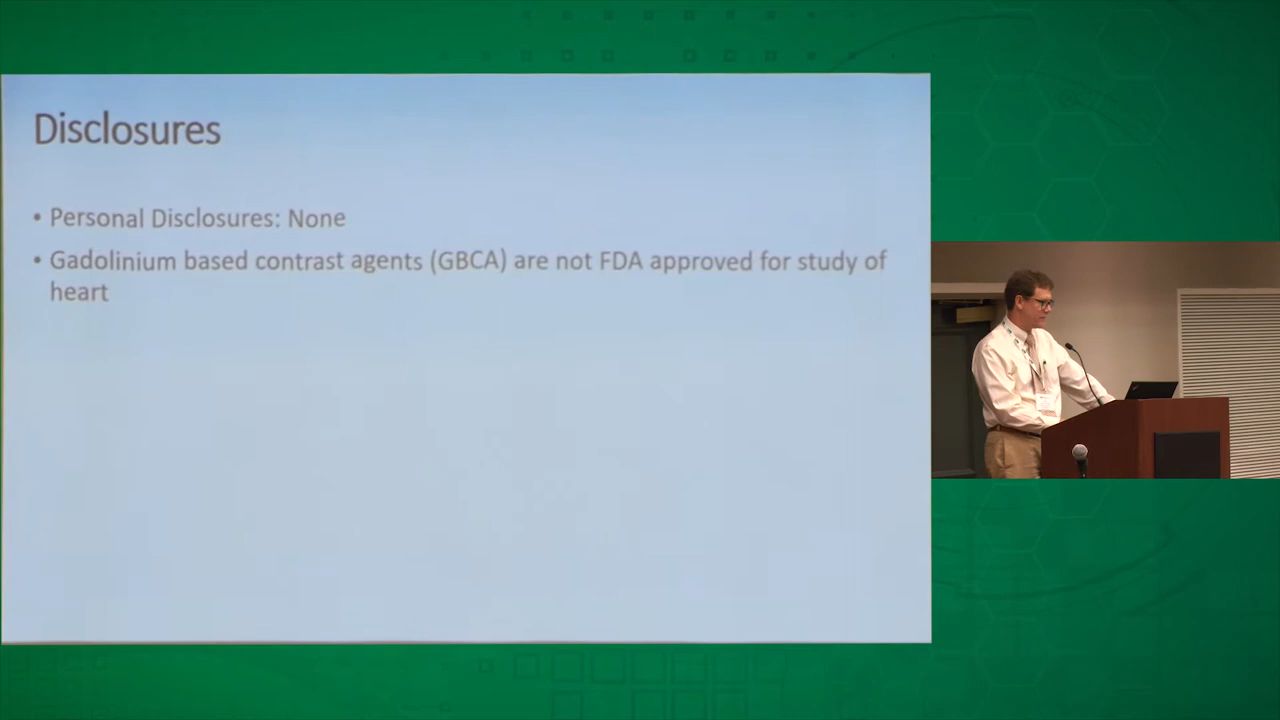 Disclosures
• Personal Disclosures: None
• Gadolinium based contrast agents (GBCA) are not FDA approved for study of
heart